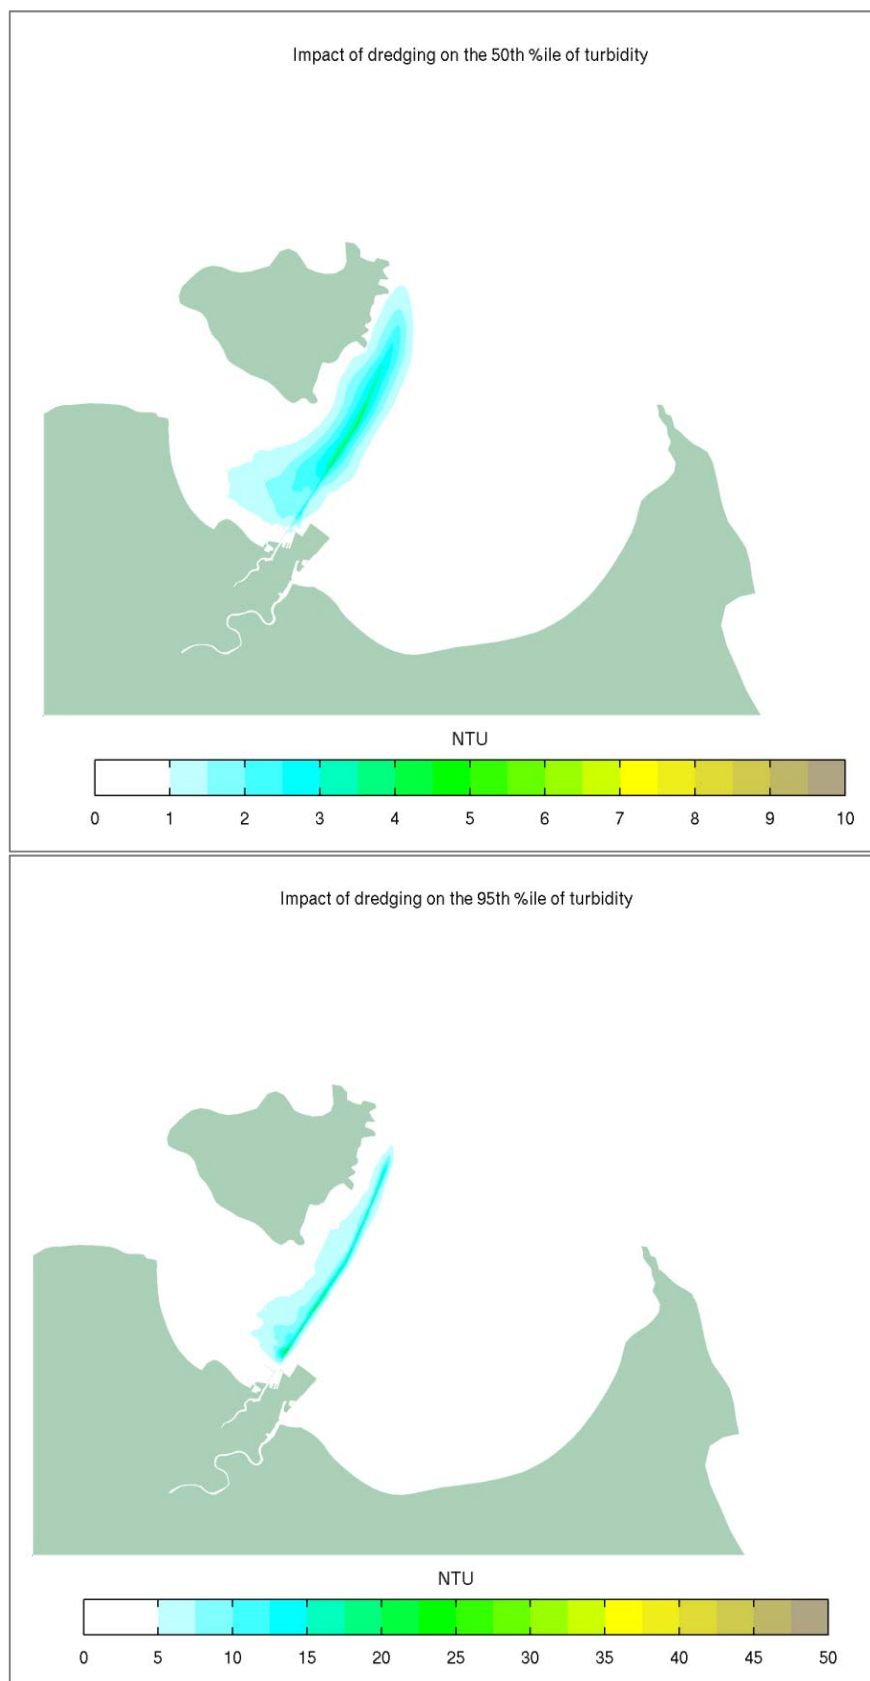 Impact of dredging on the 50th %ile of turbidity
NTU
0 1 2 3 4 5 6 7 8 9 10
Impact of dredging on the 95th %ile of turbidity
NTU
0 5 10 15 20 25 30 35 40 45 50